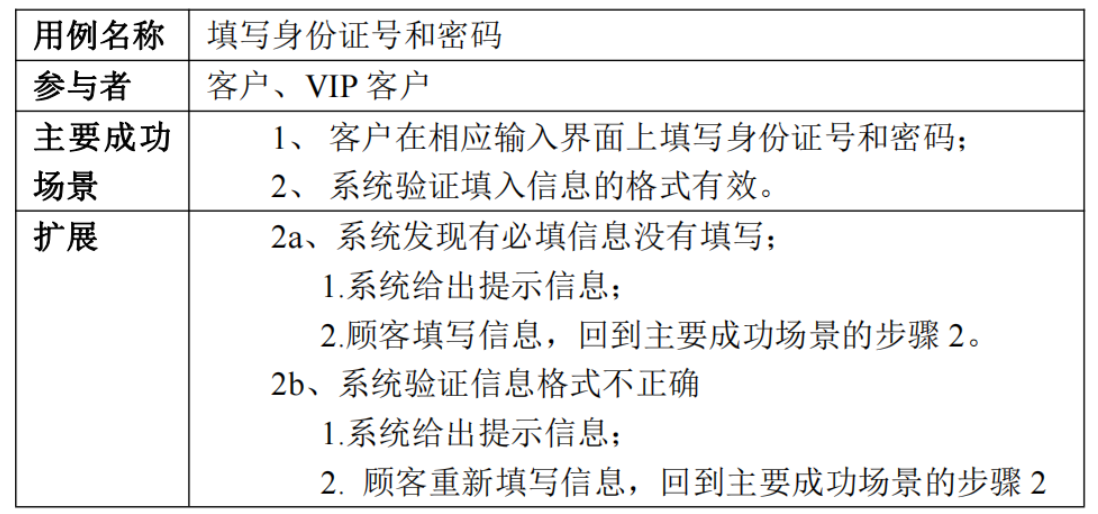 用例名称 填写身份证号和密码
参与者 客户、VIP 客户
主要成功场景 1、 客户在相应输入界面上填写身份证号和密码；
2、 系统验证填入信息的格式有效。
扩展 2a、系统发现有必填信息没有填写；
1.系统给出提示信息；
2.顾客填写信息，回到主要成功场景的步骤 2。
2b、系统验证信息格式不正确
1.系统给出提示信息；
2. 顾客重新填写信息，回到主要成功场景的步骤 2